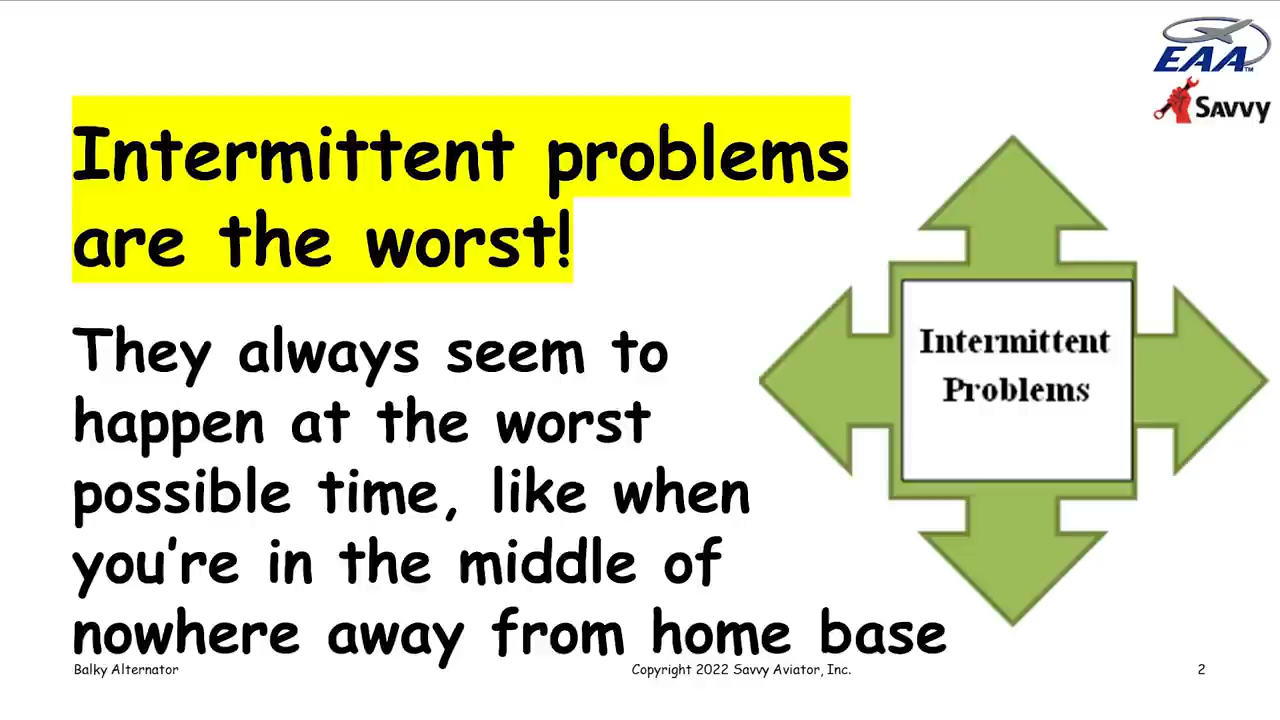 EAA™
Savvy
Intermittent problems
are the worst!
They always seem to
happen at the worst
possible time, like when
you're in the middle of
nowhere away from home base
Intermittent
Problems
Balky Alternator
Copyright 2022 Savvy Aviator, Inc.
2